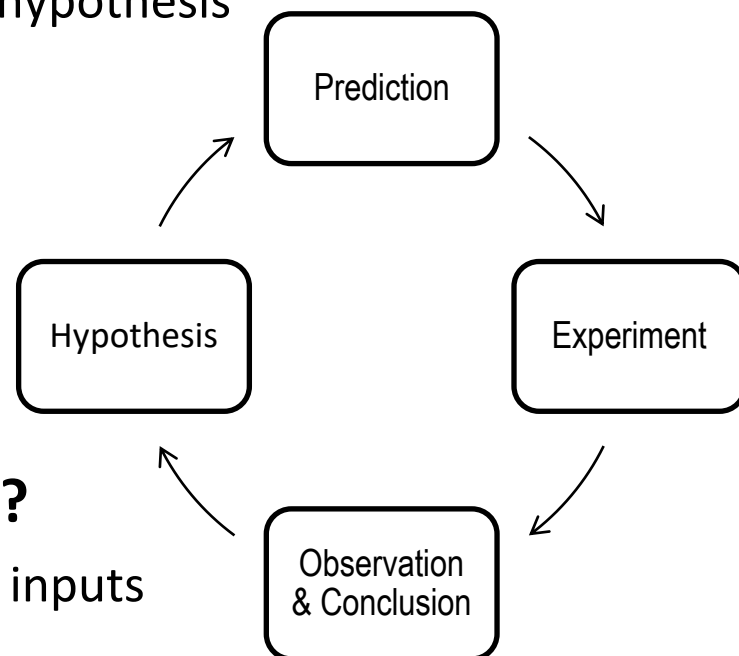 hypothesis
Prediction
Hypothesis
Experiment
?
inputs
Observation
& Conclusion